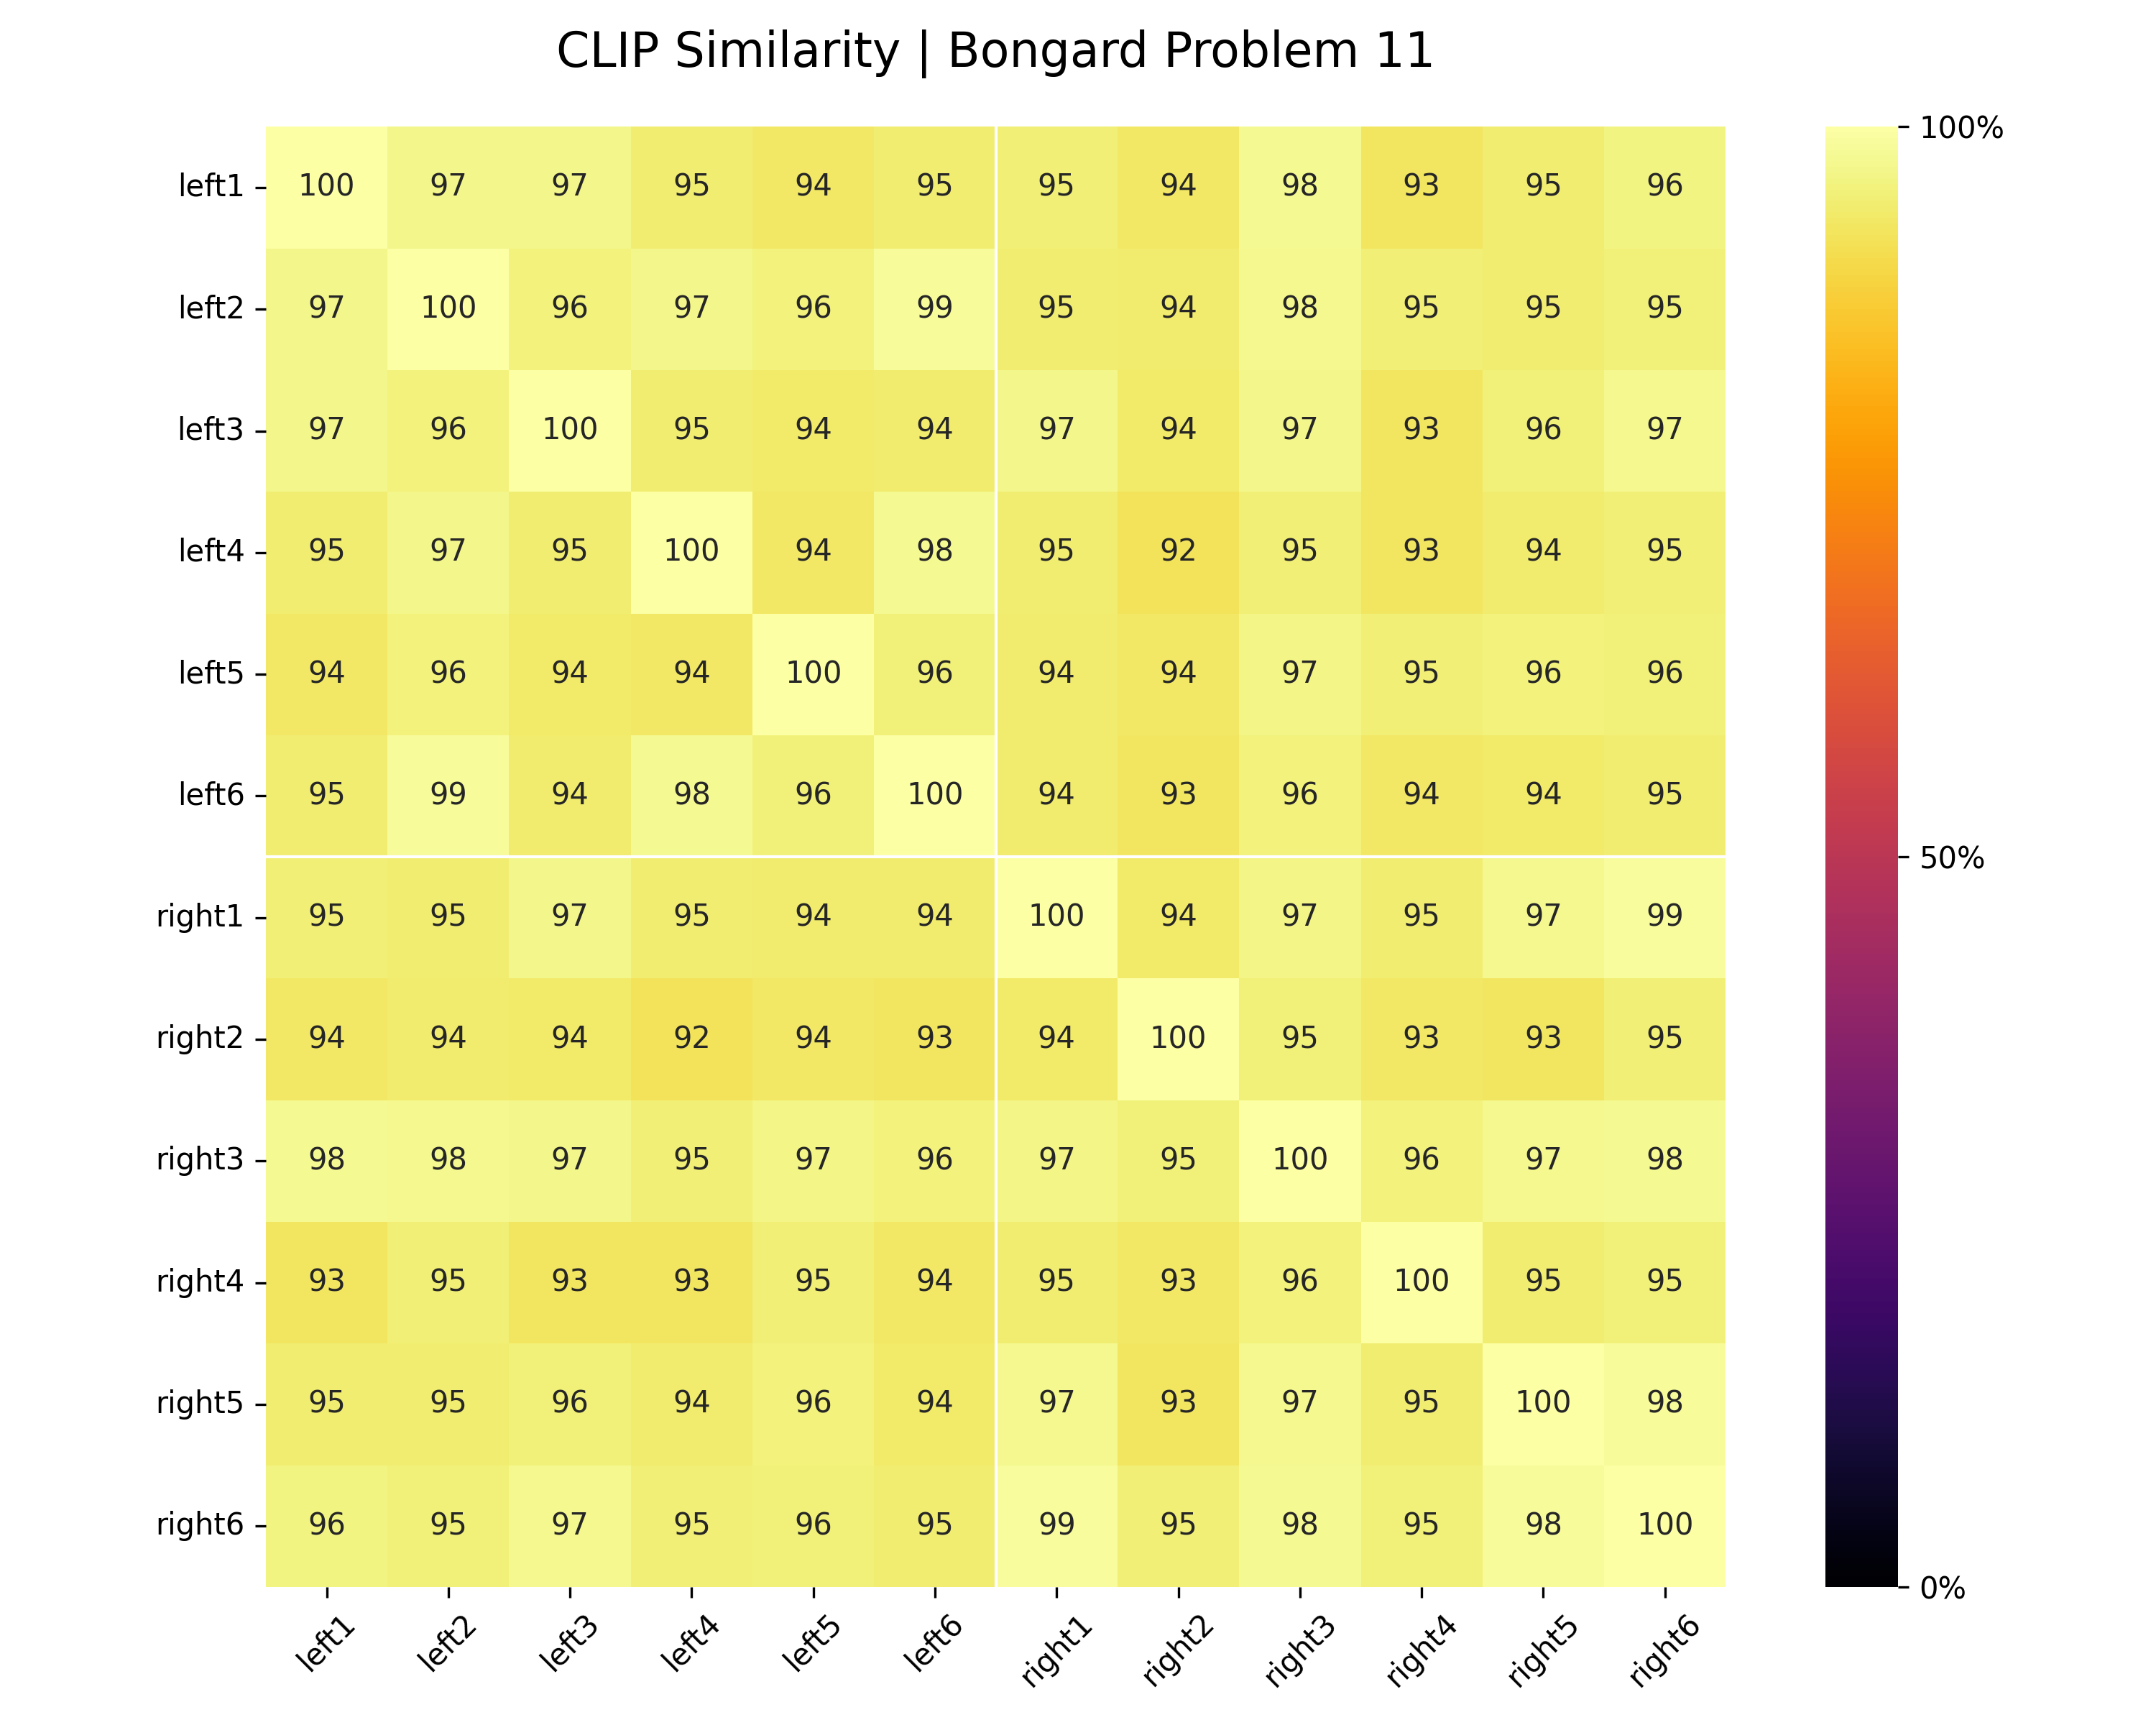 CLIP Similarity | Bongard Problem 11
left1 100 97 97 95 94 95 95 94 98 93 95 96
left2 97 100 96 97 96 99 95 94 98 95 95 95
left3 97 96 100 95 94 94 97 94 97 93 96 97
left4 95 97 95 100 94 98 95 92 95 93 94 95
left5 94 96 94 94 100 96 94 94 97 95 96 96
left6 95 99 94 98 96 100 94 93 96 94 94 95
right1 95 95 97 95 94 94 100 94 97 95 97 99
right2 94 94 94 92 94 93 94 100 95 93 93 95
right3 98 98 97 95 97 96 97 95 100 96 97 98
right4 93 95 93 93 95 94 95 93 96 100 95 95
right5 95 95 96 94 96 94 97 93 97 95 100 98
right6 96 95 97 95 96 95 99 95 98 95 98 100
left1 left2 left3 left4 left5 left6 right1 right2 right3 right4 right5 right6
100%
50%
0%